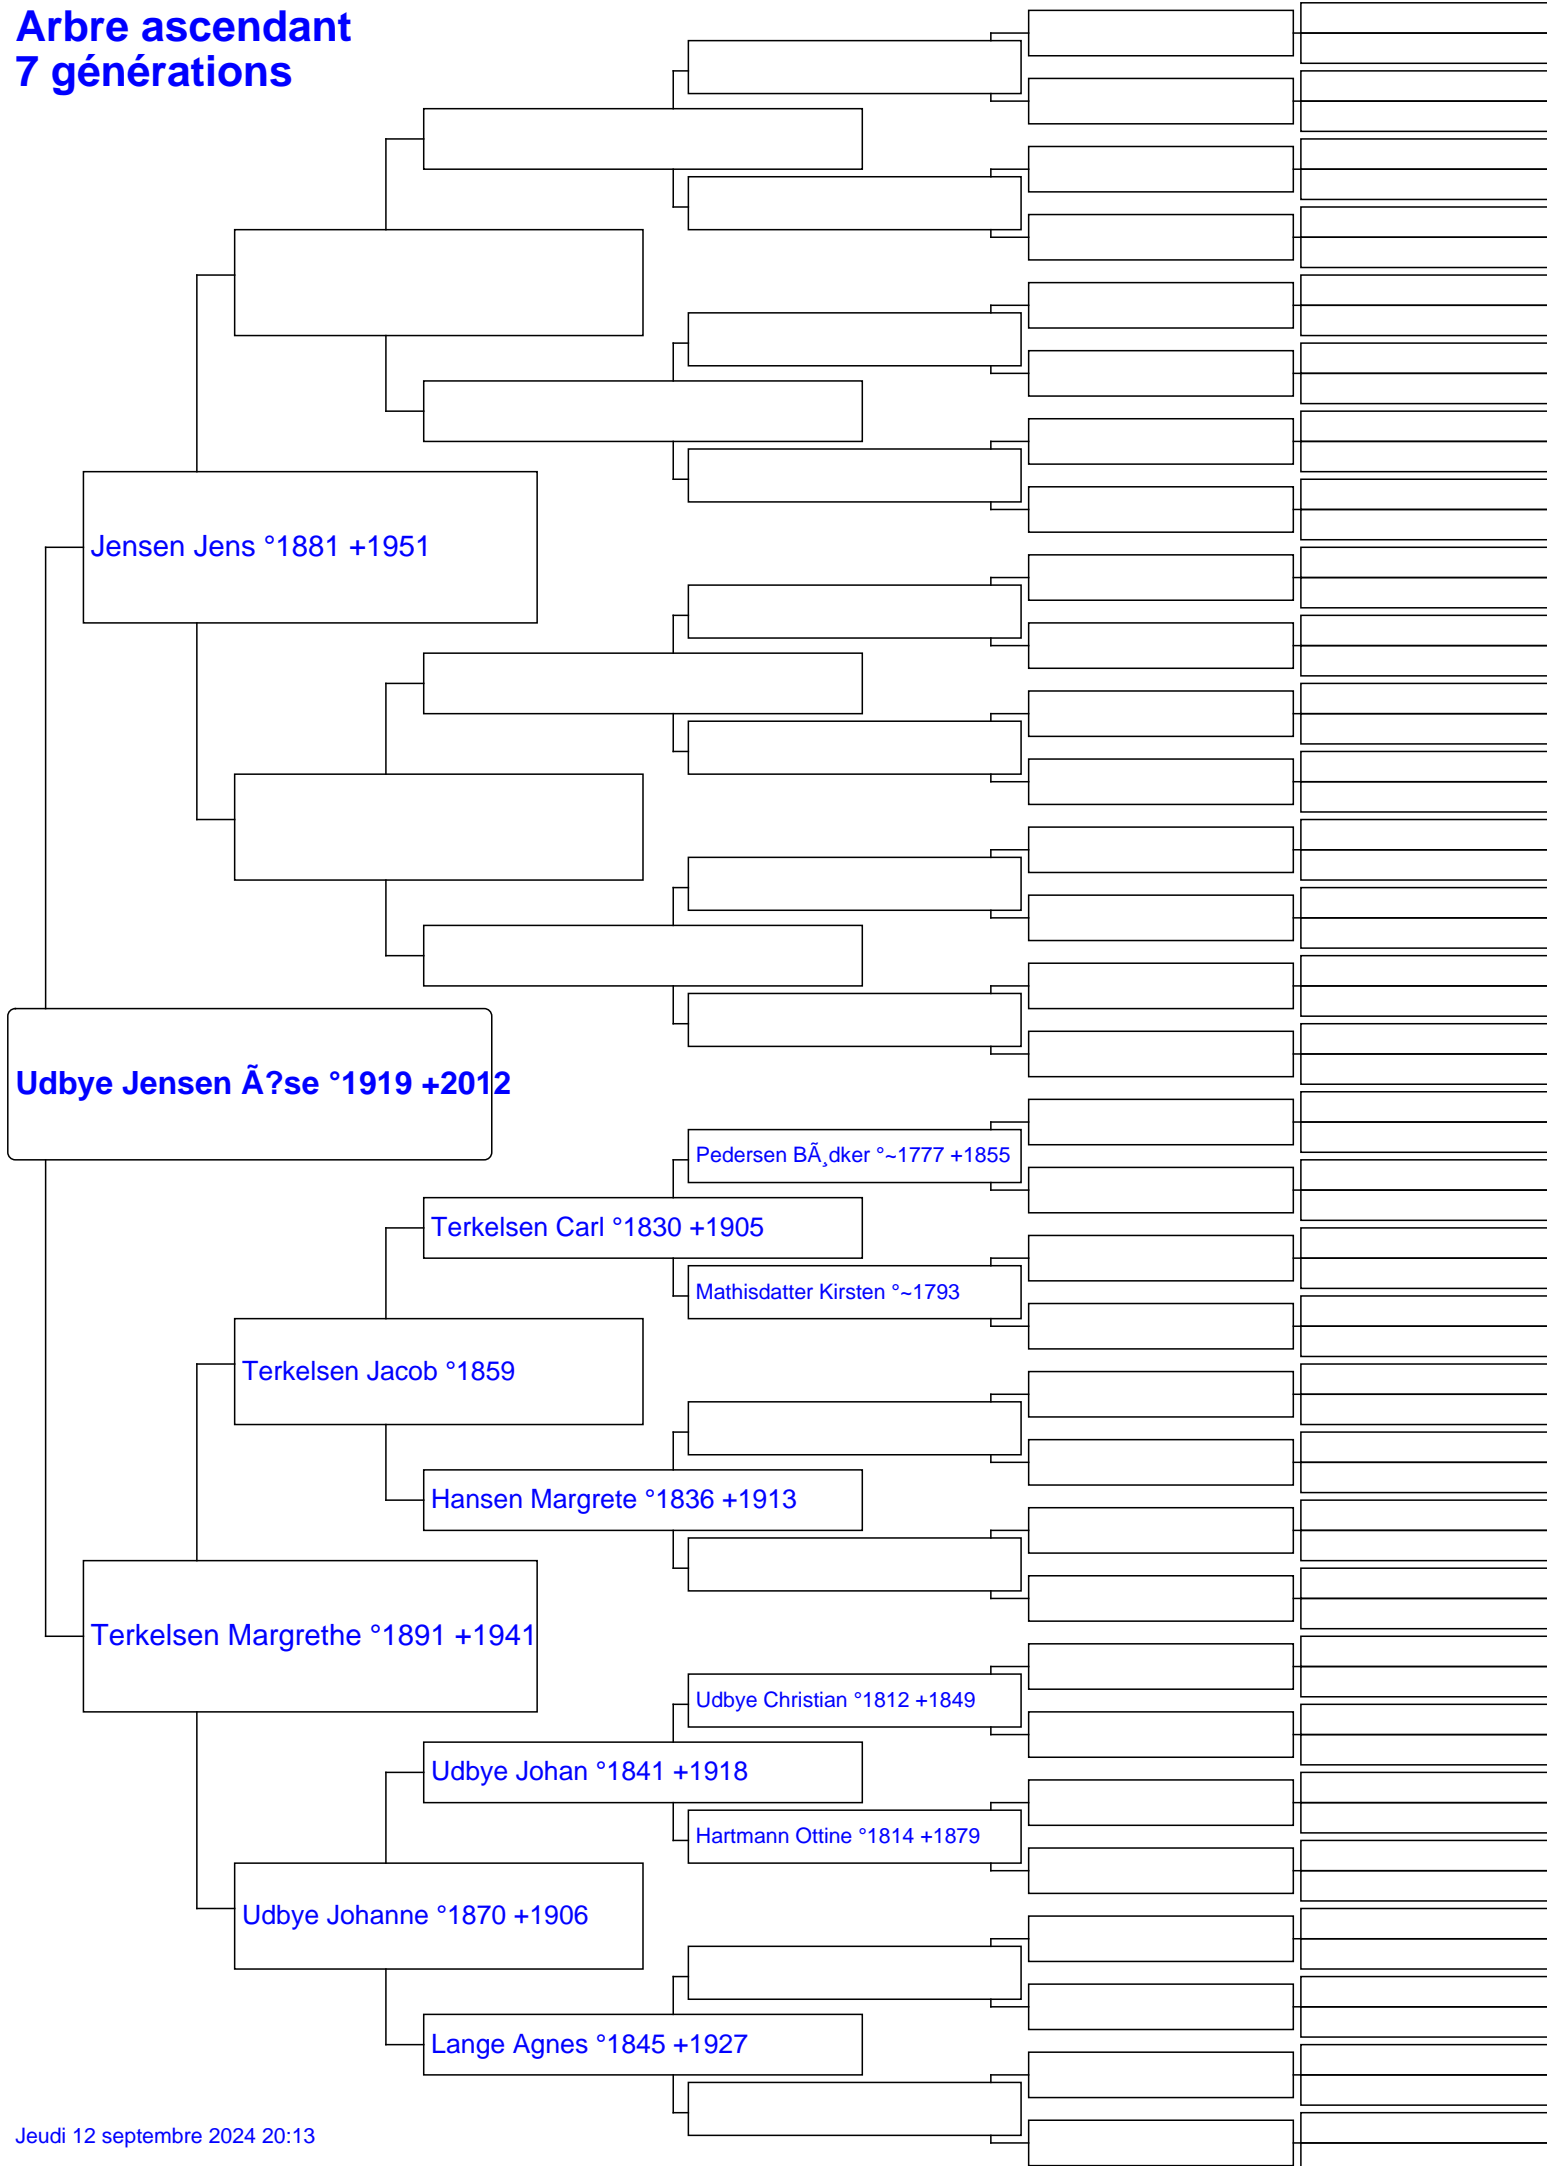 Arbre ascendant
7 générations
Jensen Jens °1881 +1951
Udbye Jensen Ã?se °1919 +2012
Pedersen BÃ¸dker °~1777 +1855
Terkelsen Carl °1830 +1905
Mathisdatter Kirsten °~1793
Terkelsen Jacob °1859
Hansen Margrete °1836 +1913
Terkelsen Margrethe °1891 +1941
Udbye Christian °1812 +1849
Udbye Johan °1841 +1918
Hartmann Ottine °1814 +1879
Udbye Johanne °1870 +1906
Lange Agnes °1845 +1927
Jeudi 12 septembre 2024 20:13